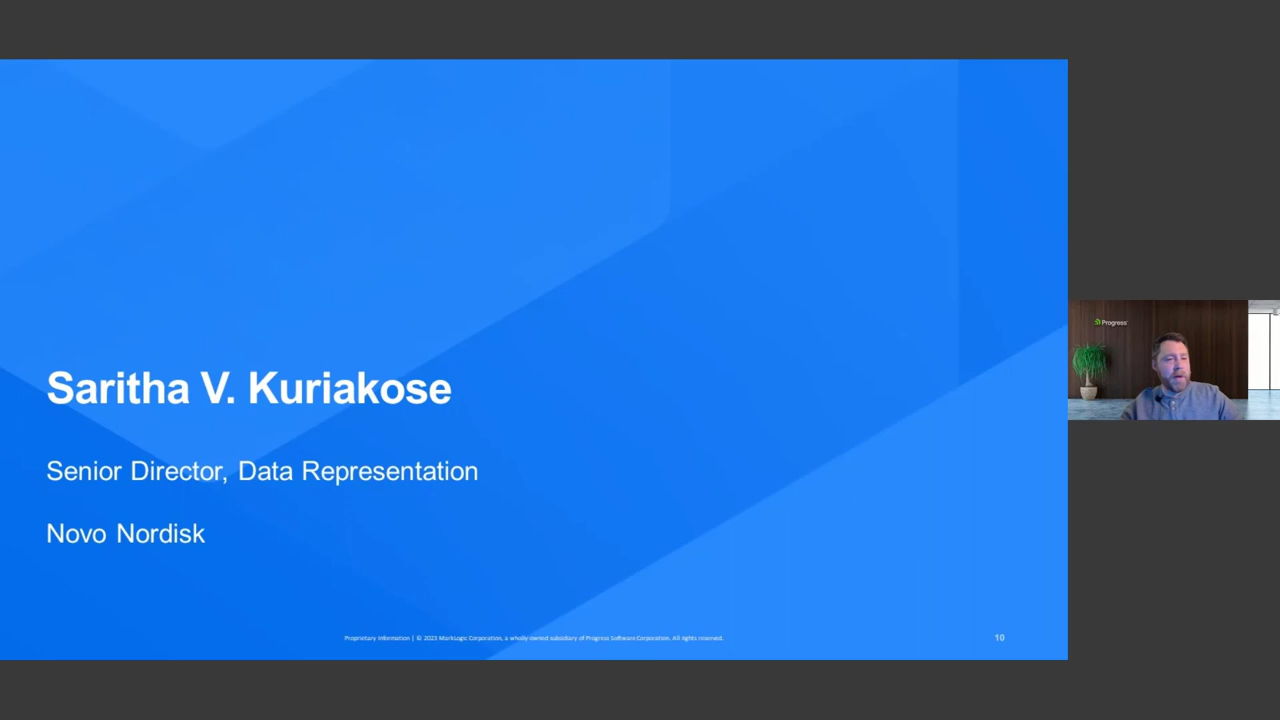 Saritha V. Kuriakose
Senior Director, Data Representation
Novo Nordisk
Proprietary Information | © 2023 MarkLogic Corporation, a wholly owned subsidiary of Progress Software Corporation. All rights reserved.
10
Progress